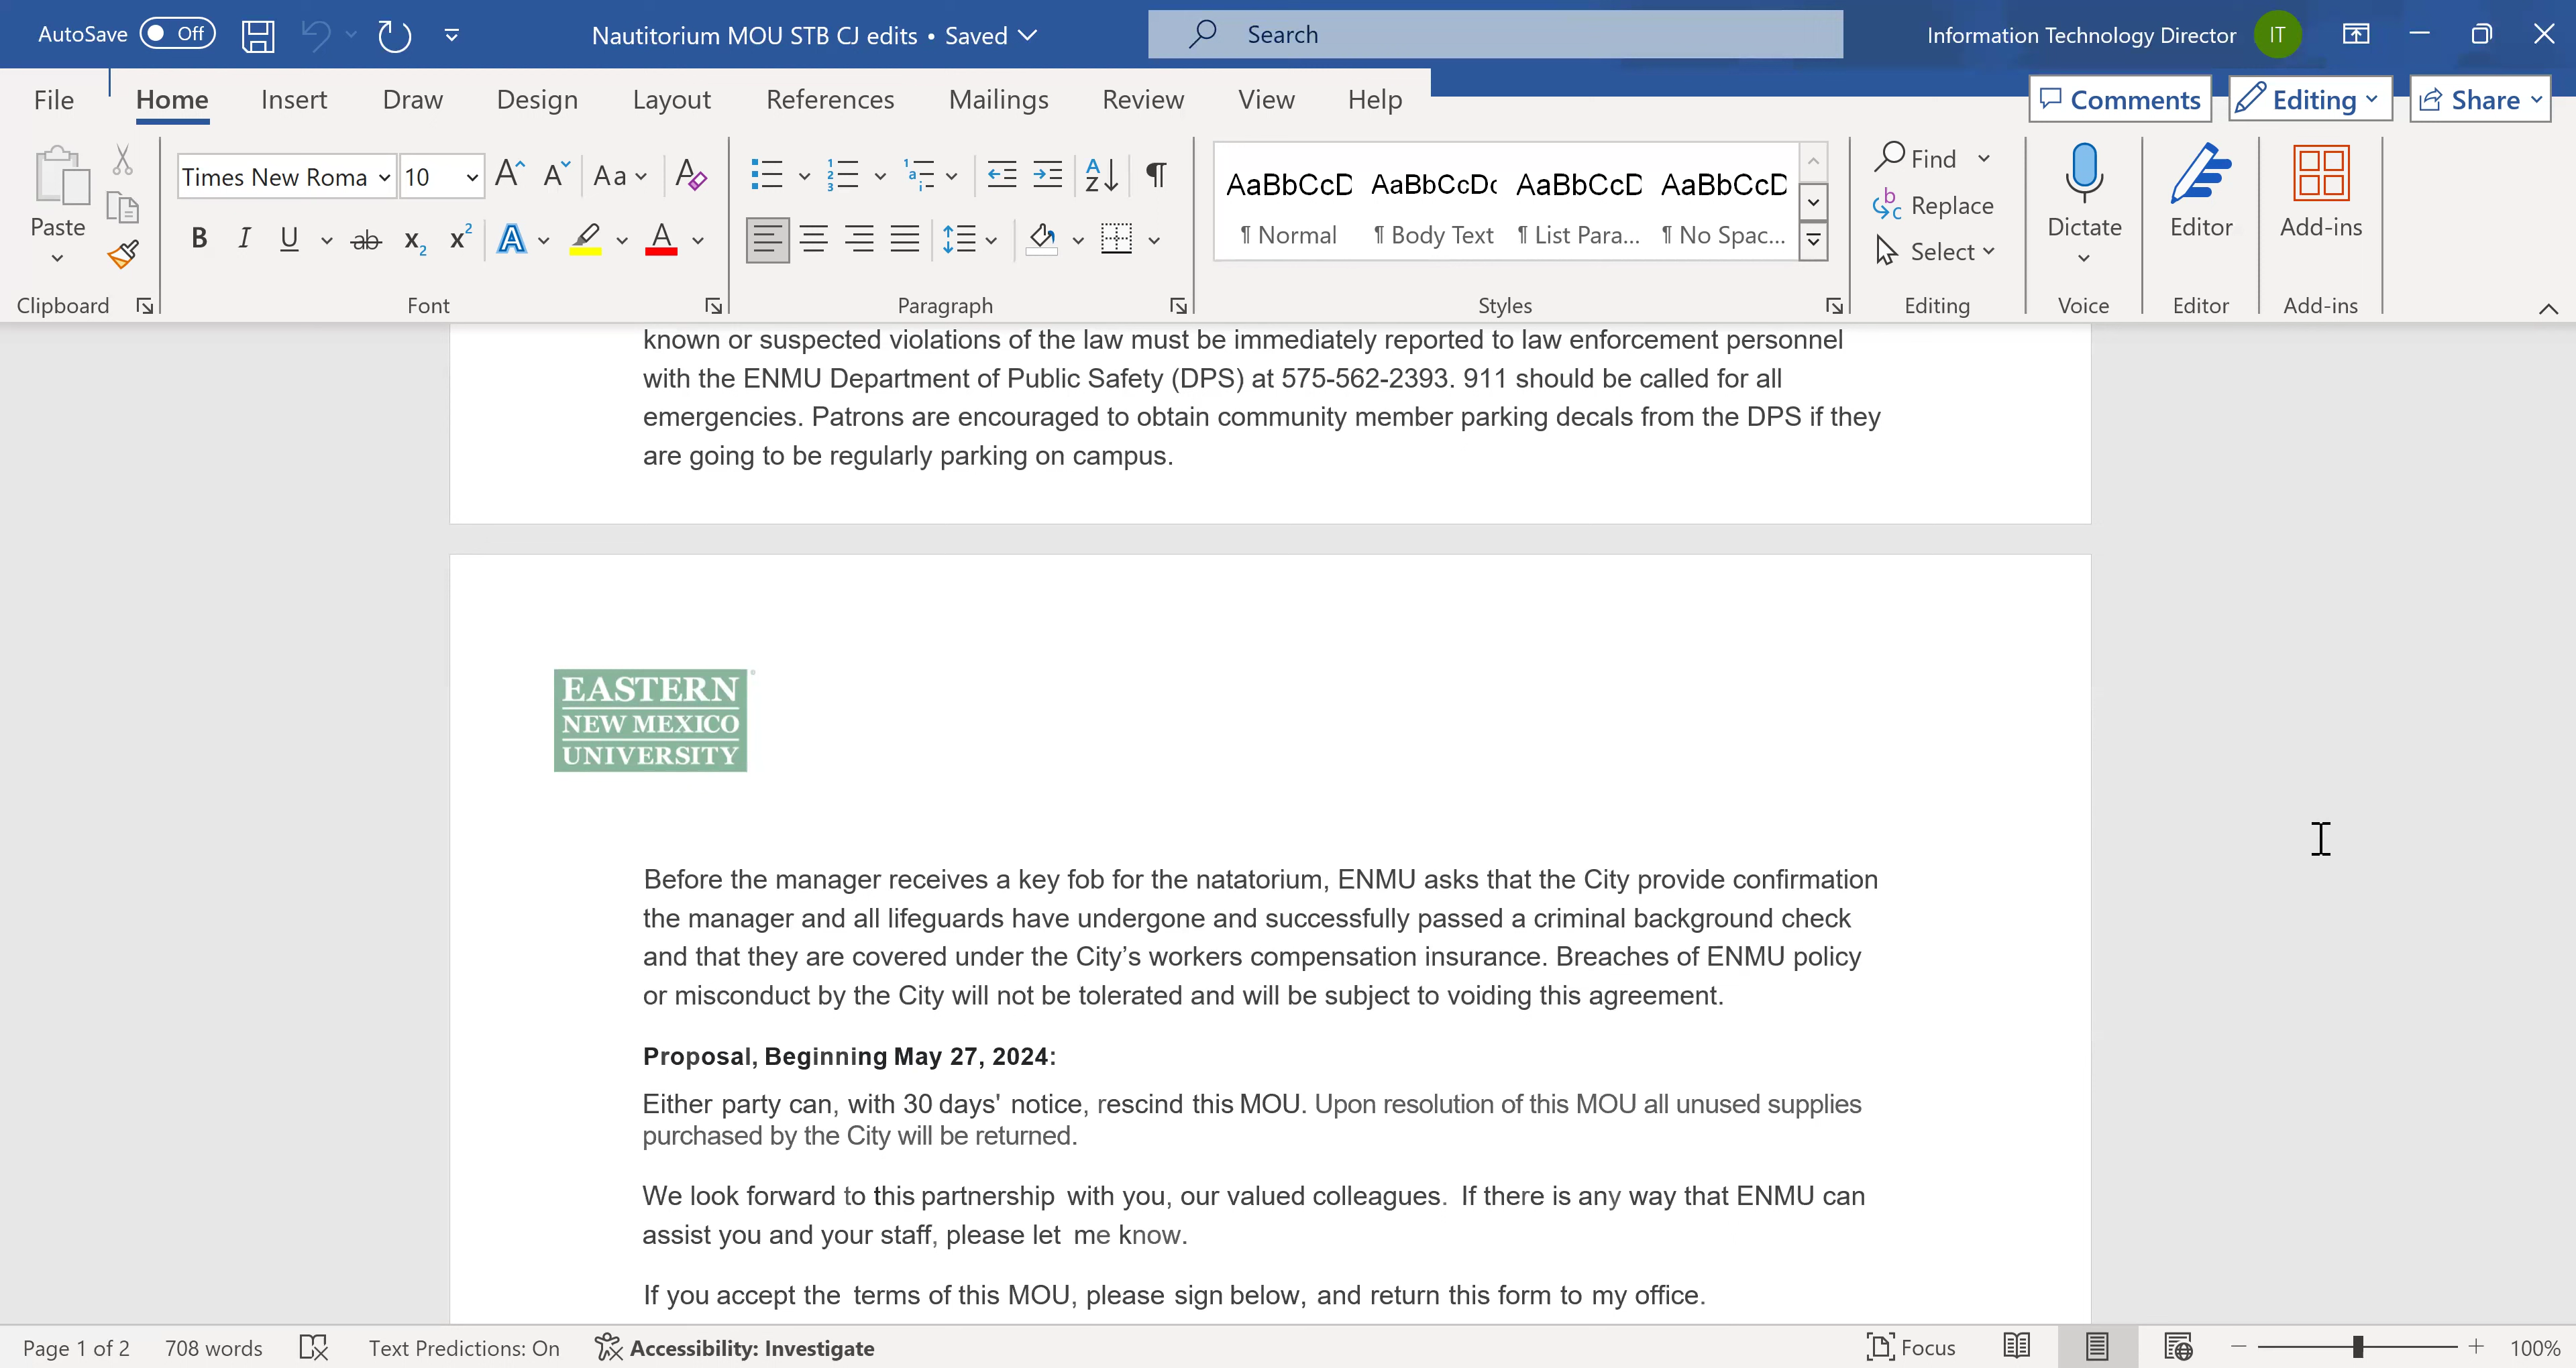 AutoSave Off Nautitorium MOU STB CJ edits • Saved Search Information Technology Director IT
File Home Insert Draw Design Layout References Mailings Review View Help Comments Editing Share
Paste
Times New Roma 10 Aa
AaBbCcD AaBbCcDc AaBbCcD AaBbCcD
¶ Normal ¶ Body Text ¶ List Para... ¶ No Spac...
Find
Replace
Select
Dictate Editor Add-ins
Clipboard Font Paragraph Styles Editing Voice Editor Add-ins
known or suspected violations of the law must be immediately reported to law enforcement personnel
with the ENMU Department of Public Safety (DPS) at 575-562-2393. 911 should be called for all
emergencies. Patrons are encouraged to obtain community member parking decals from the DPS if they
are going to be regularly parking on campus.
EASTERN
NEW MEXICO
UNIVERSITY
Before the manager receives a key fob for the natatorium, ENMU asks that the City provide confirmation
the manager and all lifeguards have undergone and successfully passed a criminal background check
and that they are covered under the City’s workers compensation insurance. Breaches of ENMU policy
or misconduct by the City will not be tolerated and will be subject to voiding this agreement.
Proposal, Beginning May 27, 2024:
Either party can, with 30 days' notice, rescind this MOU. Upon resolution of this MOU all unused supplies
purchased by the City will be returned.
We look forward to this partnership with you, our valued colleagues. If there is any way that ENMU can
assist you and your staff, please let me know.
If you accept the terms of this MOU, please sign below, and return this form to my office.
Page 1 of 2 708 words Text Predictions: On Accessibility: Investigate Focus 100%